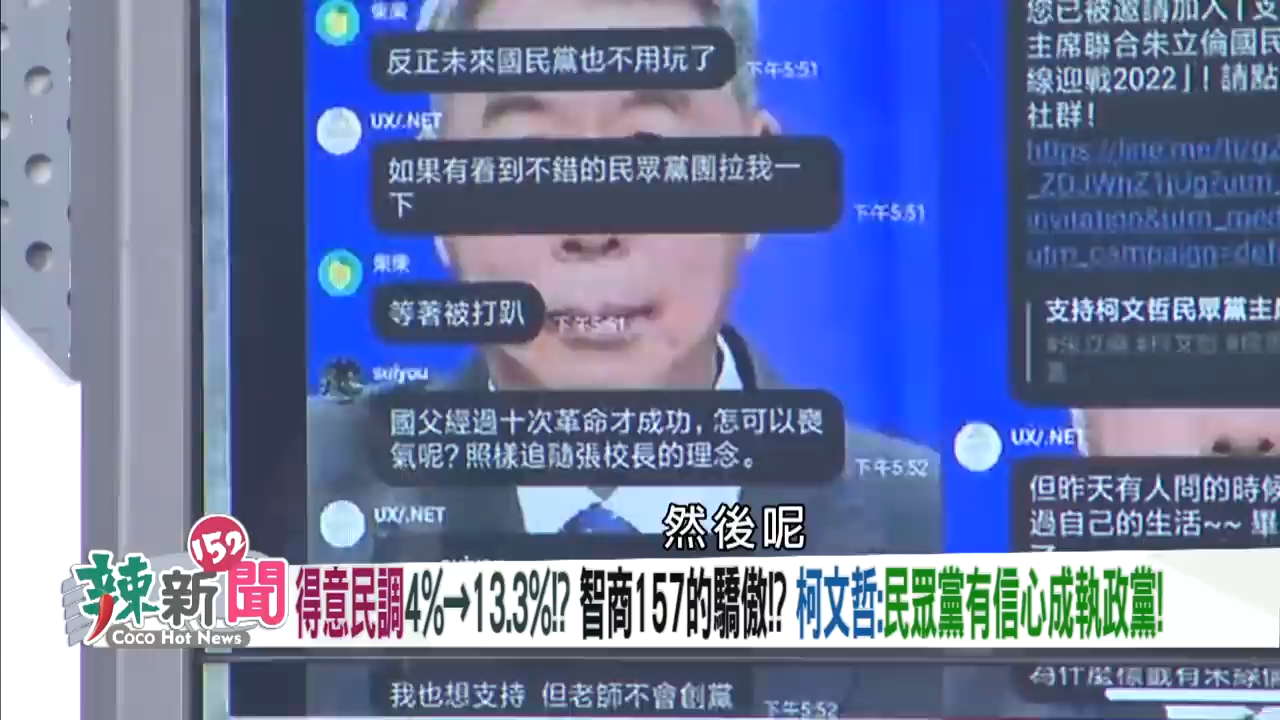 反正未來國民黨也不用玩了
下午5:51
UX/.NET
如果有看到不錯的民眾黨團拉我一
下
下午5:51
等著被打趴
下午5:51
suiyou
國父經過十次革命才成功，怎可以喪
氣呢？照樣追隨張校長的理念。
下午5:52
UX/.NET
我也想支持 但老師不會創黨
下午5:52
您已被邀請加入「支
主席聯合朱立倫國民
線迎戰2022」！請點
社群！
支持柯文哲民眾黨主席
UX/.NET
但昨天有人問的時候
過自己的生活~~ 畢
然後呢
152
辣新聞
Coco Hot News
得意民調4%→13.3%!? 智商157的驕傲!? 柯文哲:民眾黨有信心成執政黨!